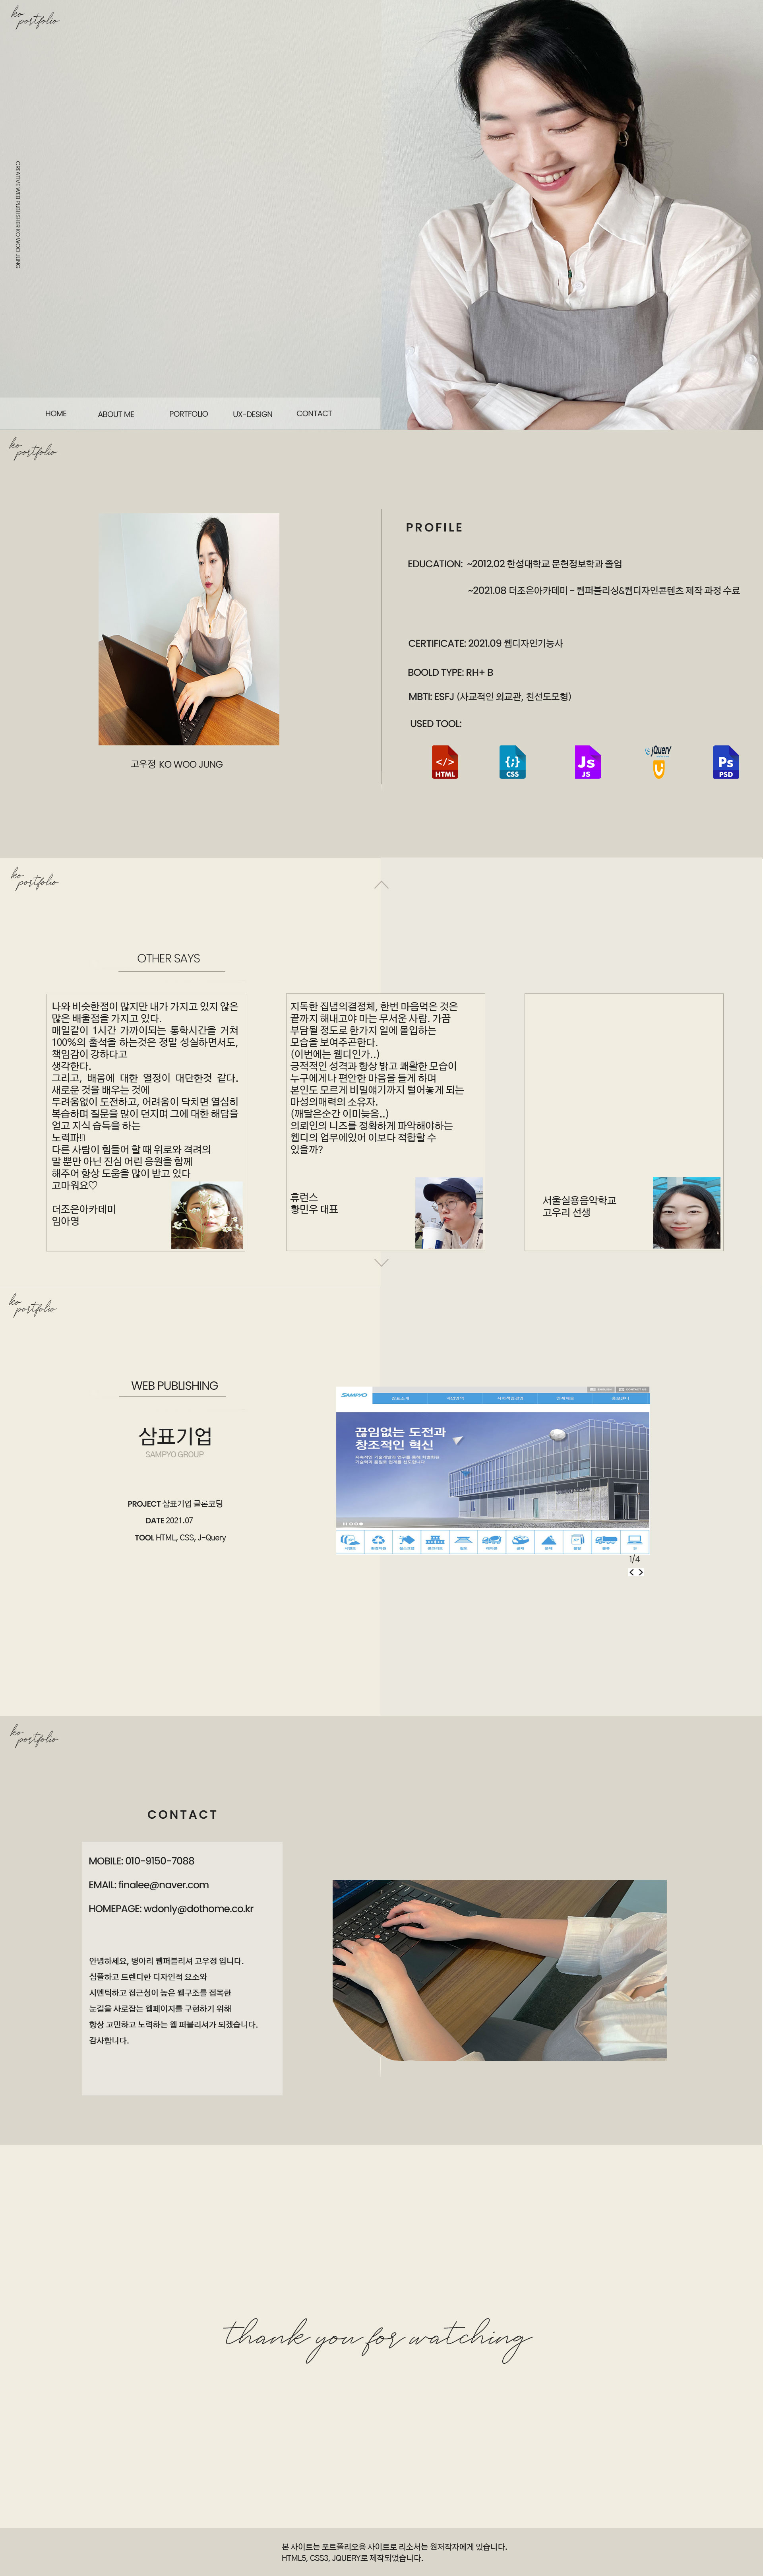 ko
portfolio
CREATIVE WEB PUBLISHER KO WOO JUNG
HOME
ABOUT ME
PORTFOLIO
UX-DESIGN
CONTACT
ko
portfolio
PROFILE
EDUCATION: ~2012.02 한성대학교 문헌정보학과 졸업
~2021.08 더조은아카데미 - 웹퍼블리싱&웹디자인콘텐츠 제작 과정 수료
CERTIFICATE: 2021.09 웹디자인기능사
BOOLD TYPE: RH+ B
MBTI: ESFJ (사교적인 외교관, 친선도모형)
USED TOOL:
</> HTML
{;} CSS
Js JS
jQuery
Ps PSD
고우정 KO WOO JUNG
ko
portfolio
OTHER SAYS
나와 비슷한점이 많지만 내가 가지고 있지 않은
많은 배울점을 가지고 있다.
매일같이 1시간 가까이되는 통학시간을 거쳐
100%의 출석을 하는것은 정말 성실하면서도,
책임감이 강하다고
생각한다.
그리고, 배움에 대한 열정이 대단한것 같다.
새로운 것을 배우는 것에
두려움없이 도전하고, 어려움이 닥치면 열심히
복습하며 질문을 많이 던지며 그에 대한 해답을
얻고 지식 습득을 하는
노력파!
다른 사람이 힘들어 할 때 위로와 격려의
말 뿐만 아닌 진심 어린 응원을 함께
해주어 항상 도움을 많이 받고 있다
고마워요♡
더조은아카데미
임아영
지독한 집념의결정체, 한번 마음먹은 것은
끝까지 해내고야 마는 무서운 사람. 가끔
부담될 정도로 한가지 일에 몰입하는
모습을 보여주곤한다.
(이번에는 웹디인가..)
긍적적인 성격과 항상 밝고 쾌활한 모습이
누구에게나 편안한 마음을 들게 하며
본인도 모르게 비밀얘기까지 털어놓게 되는
마성의매력의 소유자.
(깨달은순간 이미늦음..)
의뢰인의 니즈를 정확하게 파악해야하는
웹디의 업무에있어 이보다 적합할 수
있을까?
휴런스
황민우 대표
서울실용음악학교
고우리 선생
ko
portfolio
WEB PUBLISHING
삼표기업
SAMPYO GROUP
PROJECT 삼표기업 클론코딩
DATE 2021.07
TOOL HTML, CSS, J-Query
SAMPYO
끊임없는 도전과
창조적인 혁신
1/4
< >
ko
portfolio
CONTACT
MOBILE: 010-9150-7088
EMAIL: finalee@naver.com
HOMEPAGE: wdonly@dothome.co.kr
안녕하세요, 병아리 웹퍼블리셔 고우정 입니다.
심플하고 트렌디한 디자인적 요소와
시멘틱하고 접근성이 높은 웹구조를 접목한
눈길을 사로잡는 웹페이지를 구현하기 위해
항상 고민하고 노력하는 웹 퍼블리셔가 되겠습니다.
감사합니다.
thank you for watching
본 사이트는 포트폴리오용 사이트로 리소서는 원저작자에게 있습니다.
HTML5, CSS3, JQUERY로 제작되었습니다.